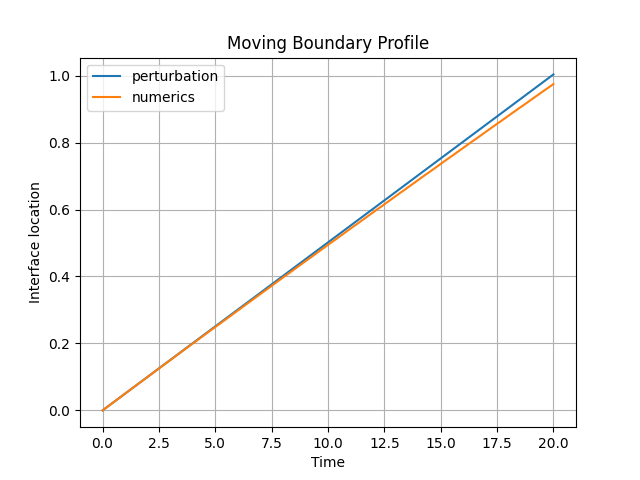 Moving Boundary Profile
perturbation
numerics
1.0
0.8
0.6
0.4
0.2
0.0
Interface location
0.0 2.5 5.0 7.5 10.0 12.5 15.0 17.5 20.0
Time